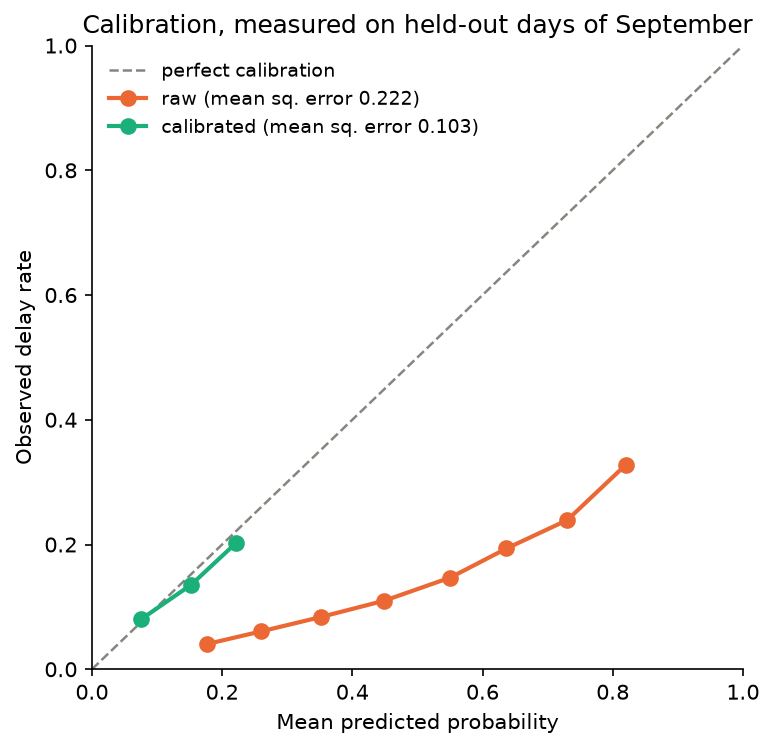 Calibration, measured on held-out days of September
perfect calibration
raw (mean sq. error 0.222)
calibrated (mean sq. error 0.103)
1.0
0.8
0.6
0.4
0.2
0.0
Observed delay rate
0.0 0.2 0.4 0.6 0.8 1.0
Mean predicted probability